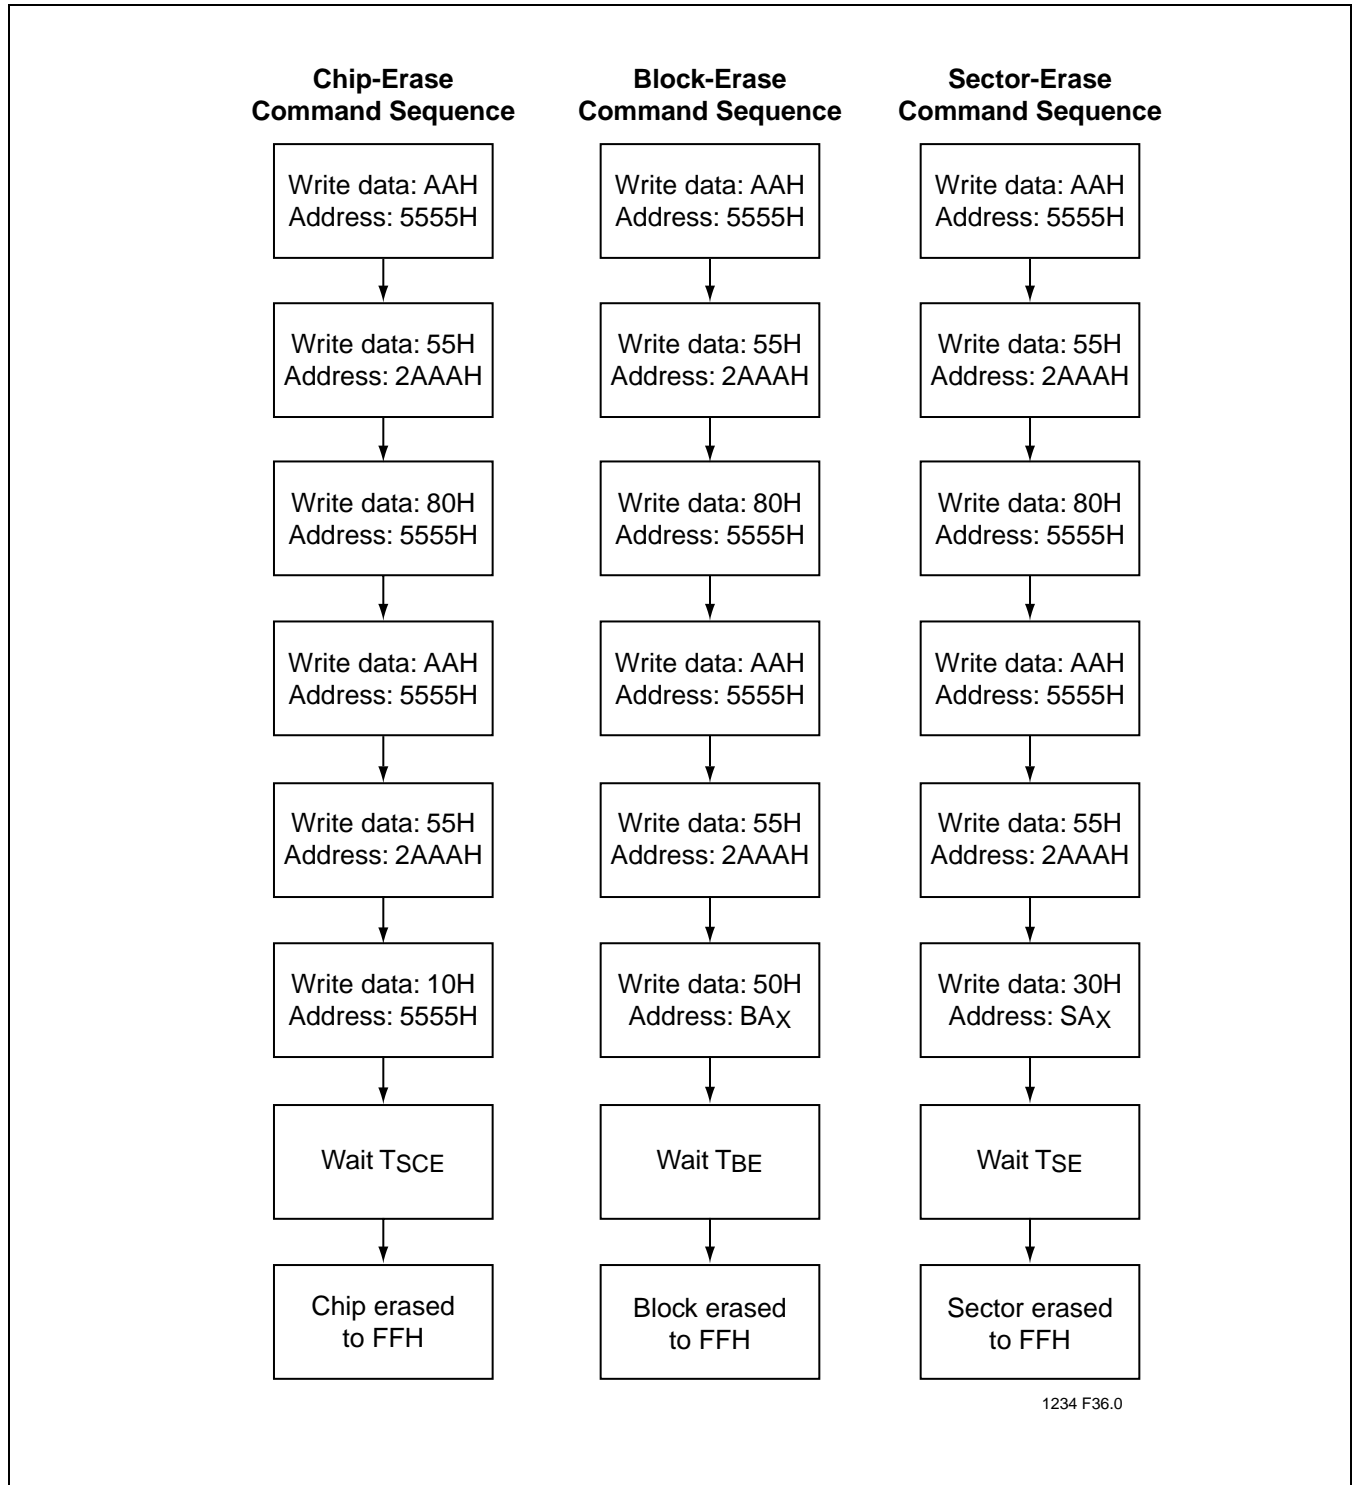 Chip-Erase
Command Sequence
Write data: AAH
Address: 5555H
Write data: 55H
Address: 2AAAH
Write data: 80H
Address: 5555H
Write data: AAH
Address: 5555H
Write data: 55H
Address: 2AAAH
Write data: 10H
Address: 5555H
Wait TSCE
Chip erased
to FFH
Block-Erase
Command Sequence
Write data: AAH
Address: 5555H
Write data: 55H
Address: 2AAAH
Write data: 80H
Address: 5555H
Write data: AAH
Address: 5555H
Write data: 55H
Address: 2AAAH
Write data: 50H
Address: BAX
Wait TBE
Block erased
to FFH
Sector-Erase
Command Sequence
Write data: AAH
Address: 5555H
Write data: 55H
Address: 2AAAH
Write data: 80H
Address: 5555H
Write data: AAH
Address: 5555H
Write data: 55H
Address: 2AAAH
Write data: 30H
Address: SAX
Wait TSE
Sector erased
to FFH
1234 F36.0